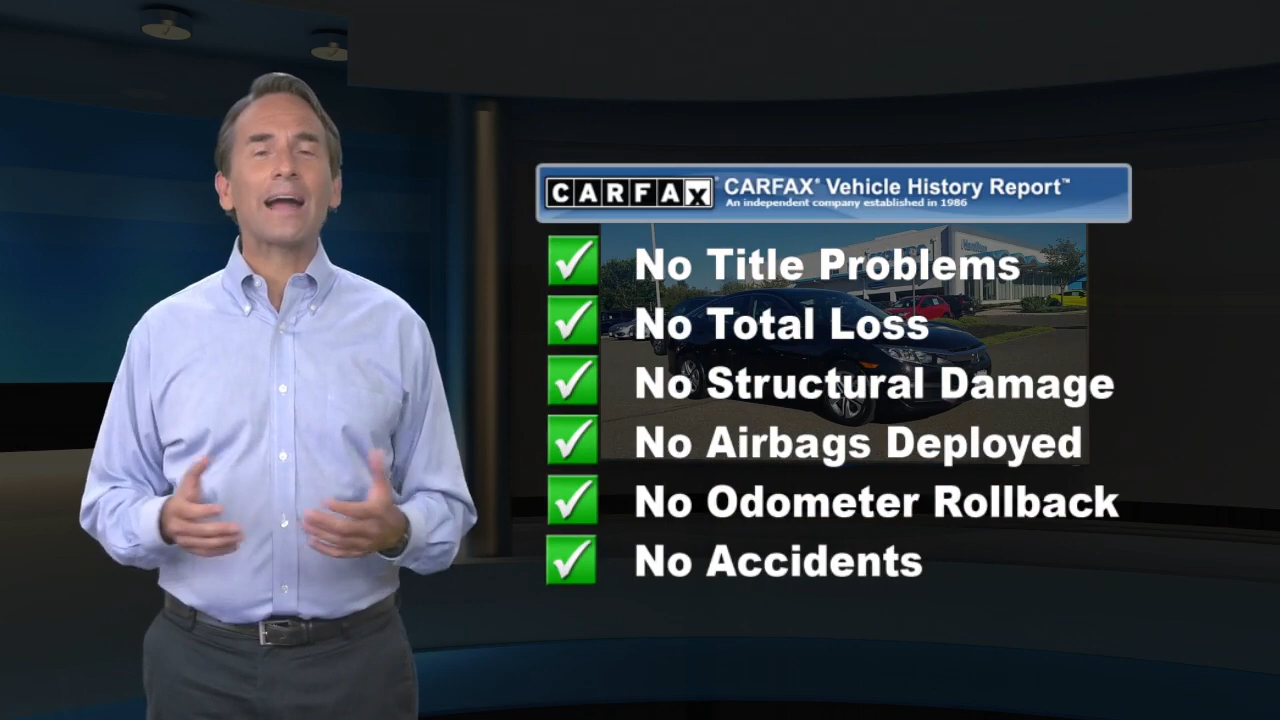 CARFAX® CARFAX® Vehicle History Report™
An independent company established in 1986
No Title Problems
No Total Loss
No Structural Damage
No Airbags Deployed
No Odometer Rollback
No Accidents